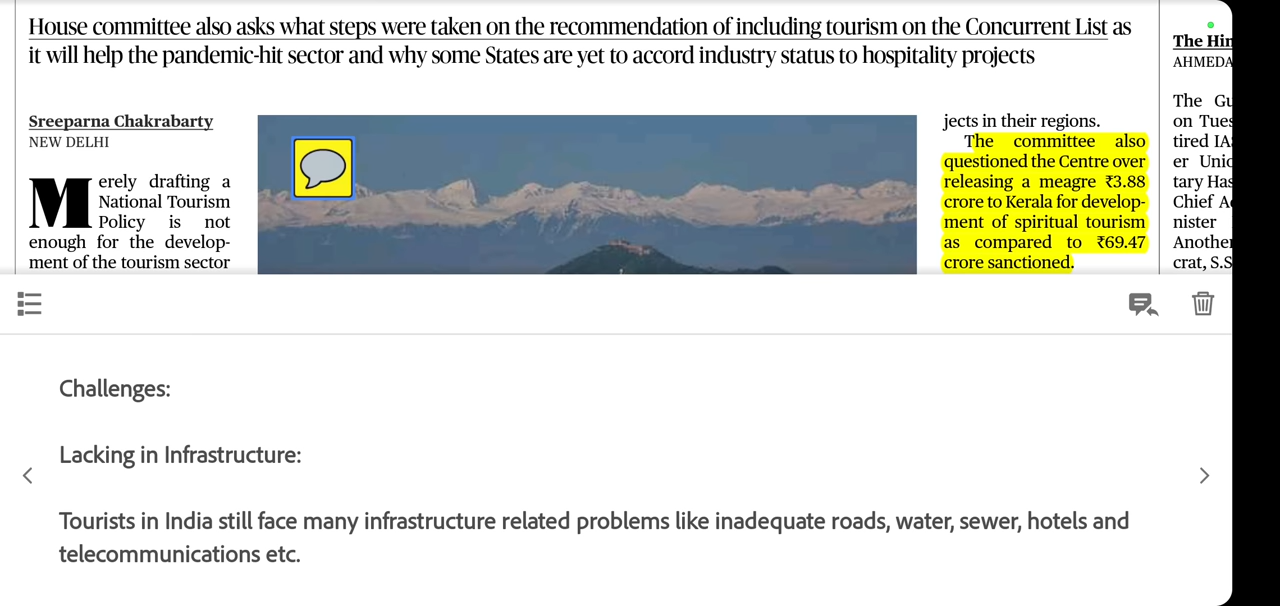 House committee also asks what steps were taken on the recommendation of including tourism on the Concurrent List as
it will help the pandemic-hit sector and why some States are yet to accord industry status to hospitality projects
Sreeparna Chakrabarty
NEW DELHI
Merely drafting a
National Tourism
Policy is not
enough for the develop-
ment of the tourism sector
jects in their regions.
The committee also
questioned the Centre over
releasing a meagre ₹3.88
crore to Kerala for develop-
ment of spiritual tourism
as compared to ₹69.47
crore sanctioned.
The Hin
AHMEDA
The Gu
on Tues
tired IA
er Unio
tary Has
Chief A
nister
Another
crat, S.S
Challenges:
Lacking in Infrastructure:
Tourists in India still face many infrastructure related problems like inadequate roads, water, sewer, hotels and
telecommunications etc.